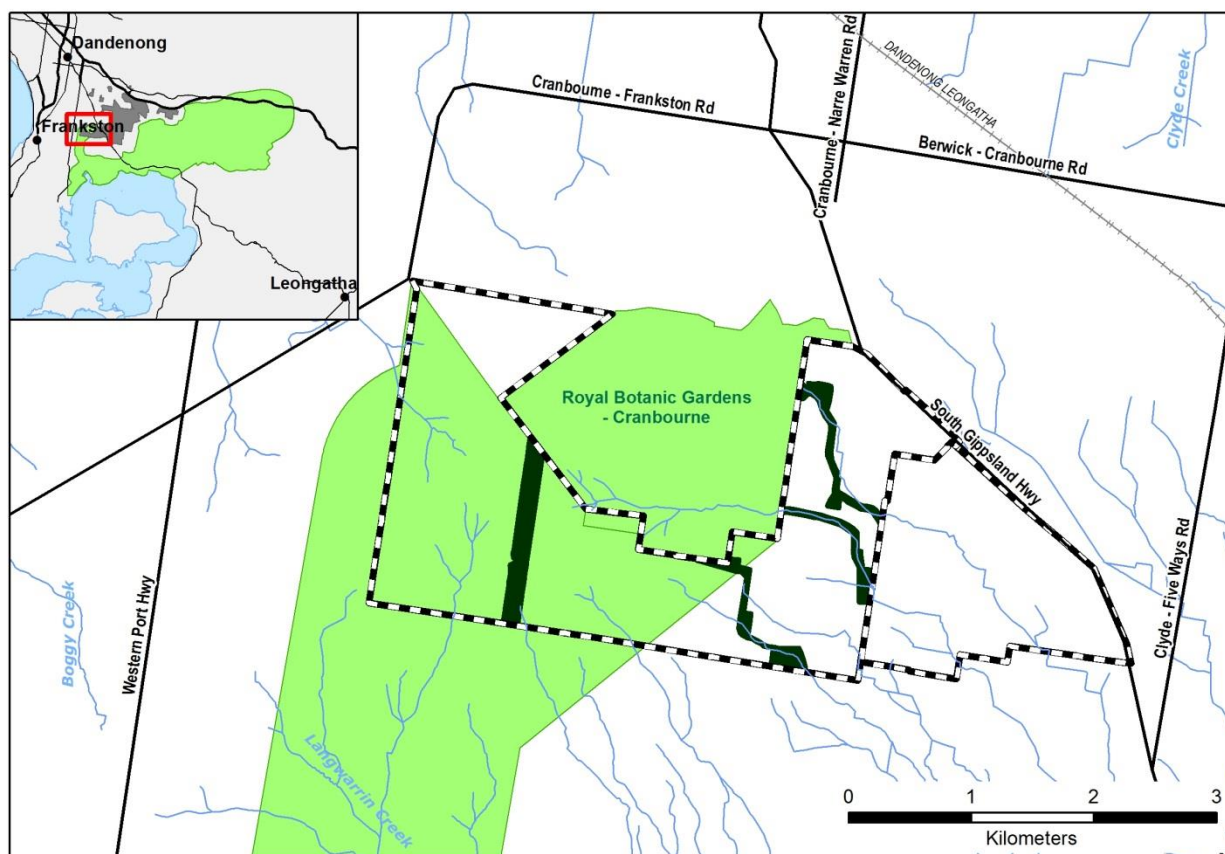 Dandenong
Frankston
Leongatha
Cranbourne - Frankston Rd
Cranbourne - Narre Warren Rd
DANDENONG LEONGATHA
Clyde Creek
Berwick - Cranbourne Rd
Royal Botanic Gardens
- Cranbourne
South Gippsland Hwy
Clyde - Five Ways Rd
Boggy Creek
Western Port Hwy
Langwarrin Creek
0 1 2 3
Kilometers